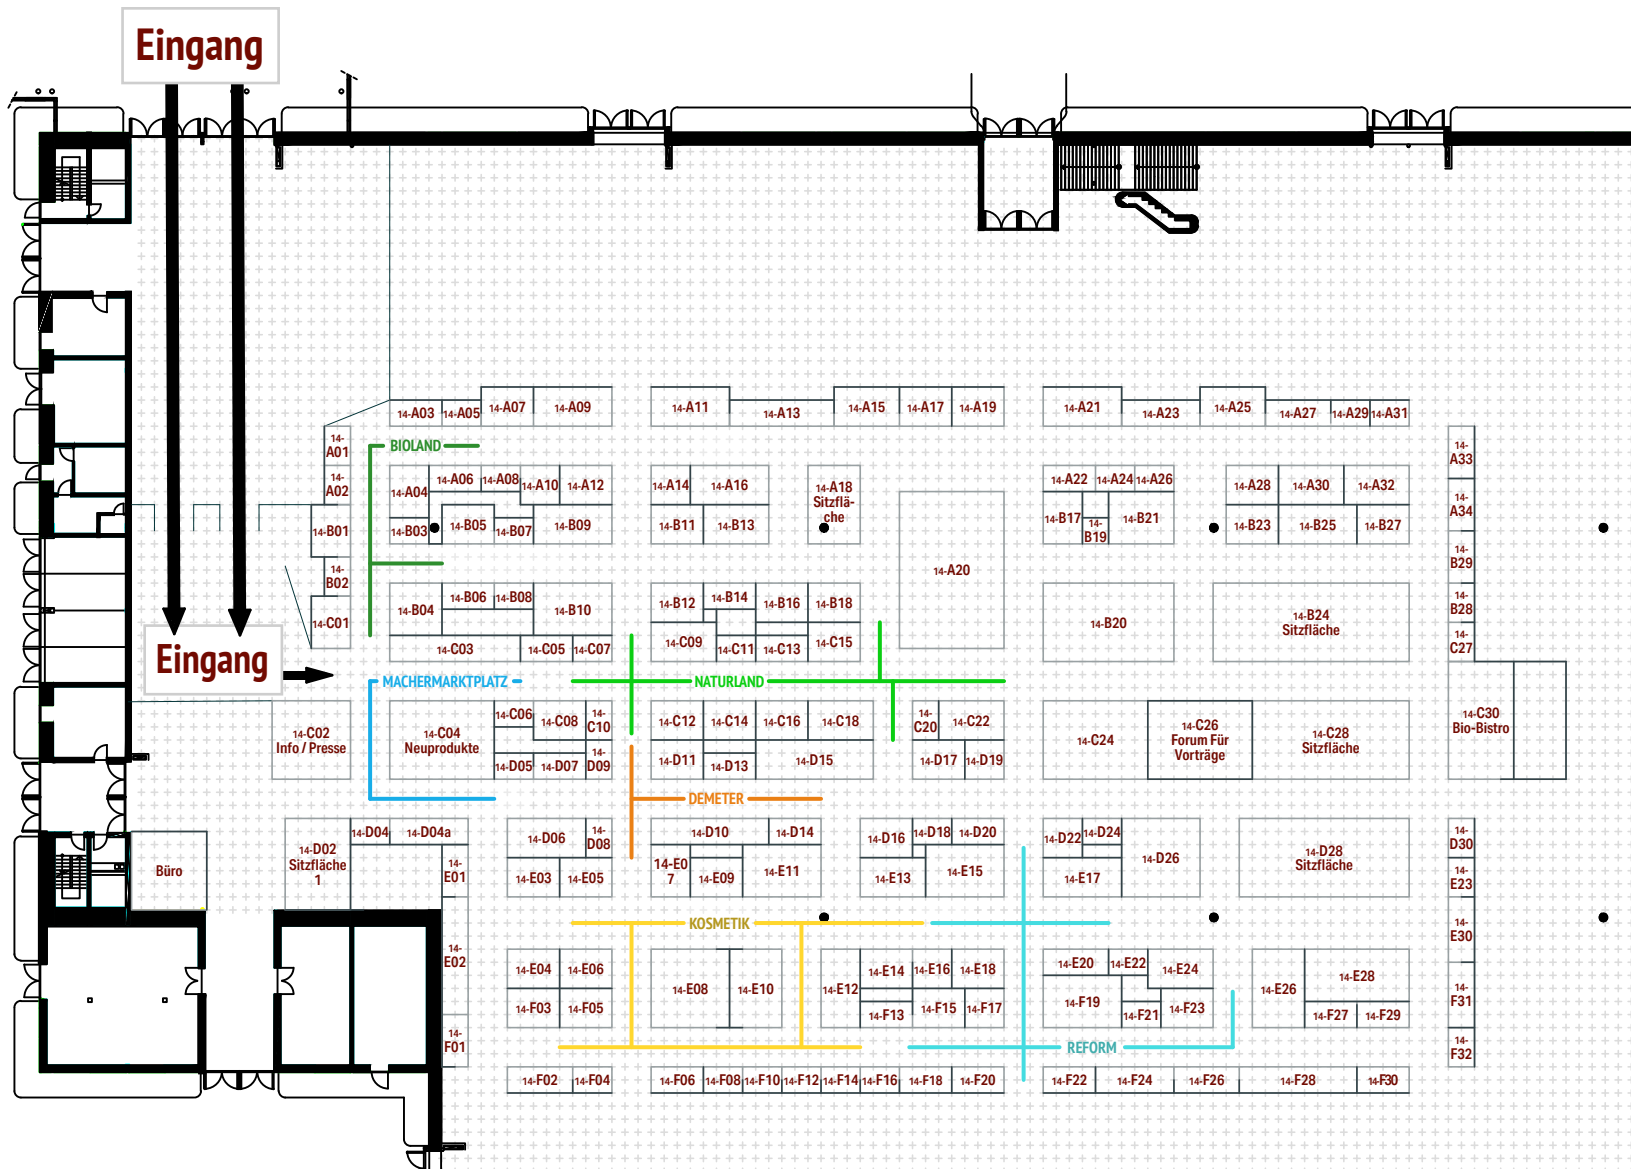 Eingang
14-A03
14-A05
14-A07
14-A09
14-A11
14-A13
14-A15
14-A17
14-A19
14-A21
14-A23
14-A25
14-A27
14-A29
14-A31
14-
A01
BIOLAND
14-
A33
14-
A02
14-A04
14-A06
14-A08
14-A10
14-A12
14-A14
14-A16
14-A18
Sitzflä-
che
14-A22
14-A24
14-A26
14-A28
14-A30
14-A32
14-
A34
14-B01
14-B03
14-B05
14-B07
14-B09
14-B11
14-B13
14-B17
14-
B19
14-B21
14-B23
14-B25
14-B27
14-
B29
14-
B02
14-A20
14-C01
14-B04
14-B06
14-B08
14-B10
14-B12
14-B14
14-B16
14-B18
14-B20
14-B24
Sitzfläche
14-
B28
14-C03
14-C05
14-C07
14-C09
14-C11
14-C13
14-C15
14-
C27
Eingang
MACHERMARKTPLATZ
NATURLAND
14-C02
Info / Presse
14-C04
Neuprodukte
14-C06
14-C08
14-
C10
14-C12
14-C14
14-C16
14-C18
14-
C20
14-C22
14-C24
14-C26
Forum Für
Vorträge
14-C28
Sitzfläche
14-C30
Bio-Bistro
14-D05
14-D07
14-
D09
14-D11
14-D13
14-D15
14-D17
14-D19
DEMETER
Büro
14-D02
Sitzfläche
1
14-D04
14-D04a
14-D06
14-
D08
14-D10
14-D14
14-D16
14-D18
14-D20
14-D22
14-D24
14-D26
14-D28
Sitzfläche
14-
D30
14-
E01
14-E03
14-E05
14-E0
7
14-E09
14-E11
14-E13
14-E15
14-E17
14-
E23
KOSMETIK
14-
E02
14-E04
14-E06
14-E08
14-E10
14-E12
14-E14
14-E16
14-E18
14-E20
14-E22
14-E24
14-E26
14-E28
14-
E30
14-F03
14-F05
14-F13
14-F15
14-F17
14-F19
14-F21
14-F23
14-F27
14-F29
14-
F31
14-
F01
REFORM
14-
F32
14-F02
14-F04
14-F06
14-F08
14-F10
14-F12
14-F14
14-F16
14-F18
14-F20
14-F22
14-F24
14-F26
14-F28
14-F30